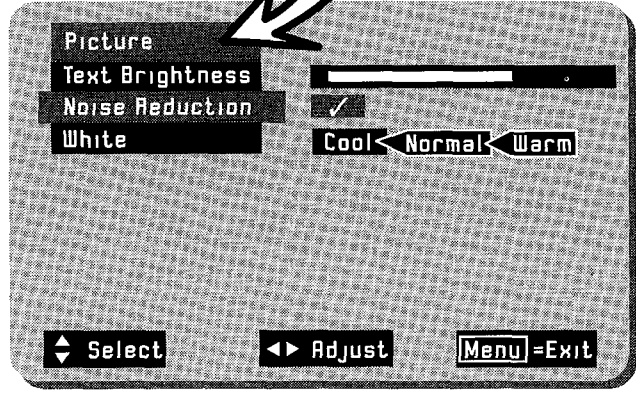 Picture
Text Brightness
Noise Reduction ✓
White Cool Normal Warm
Select Adjust Menu =Exit